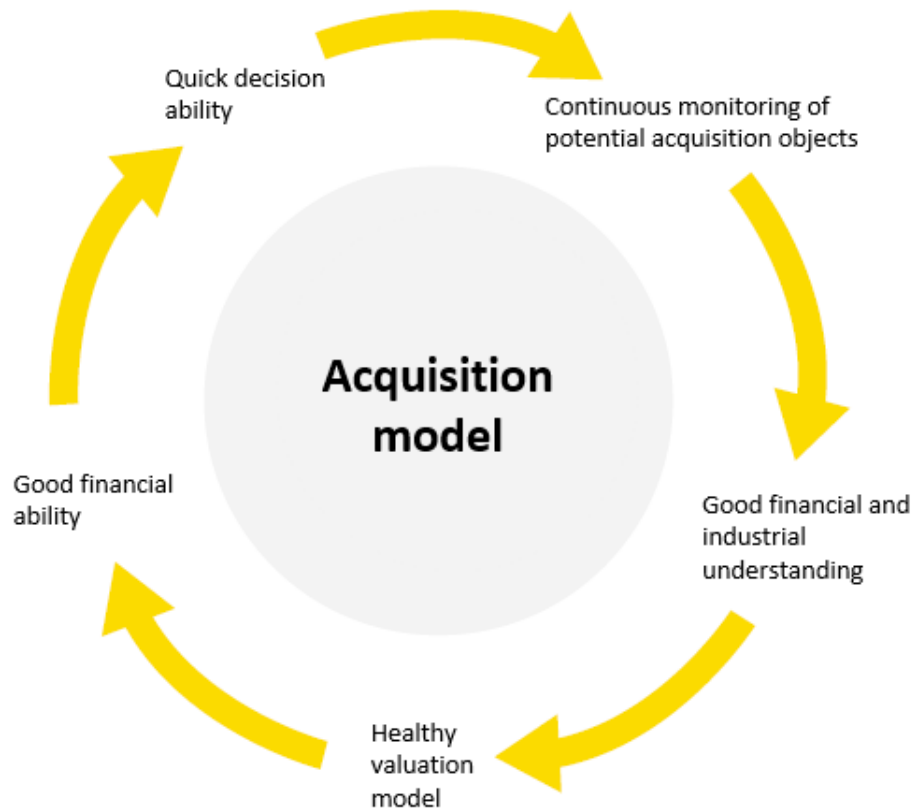 Quick decision
ability
Continuous monitoring of
potential acquisition objects
Acquisition
model
Good financial and
industrial
understanding
Healthy
valuation
model
Good financial
ability